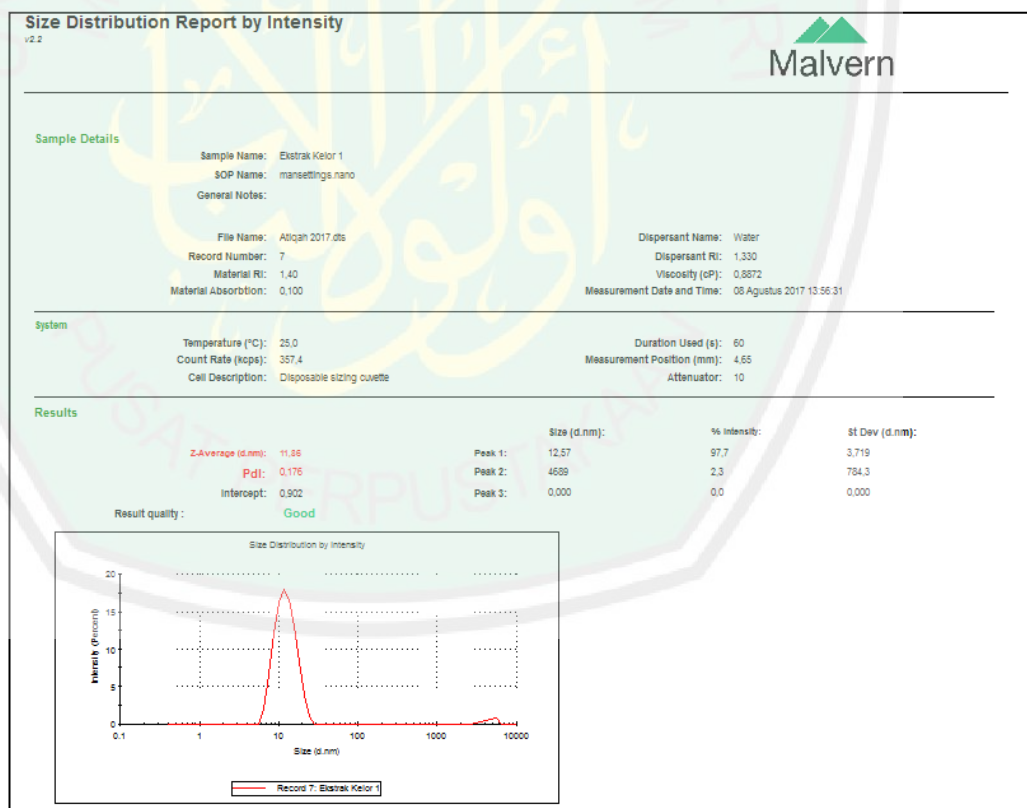 Size Distribution Report by Intensity
v2.2
Malvern
Sample Details
Sample Name: Ekstrak Kelor 1
SOP Name: mansettings.nano
General Notes:
File Name: Atiqah 2017.dts Dispersant Name: Water
Record Number: 7 Dispersant RI: 1,330
Material RI: 1,40 Viscosity (cP): 0,8872
Material Absorbtion: 0,100 Measurement Date and Time: 08 Agustus 2017 13:56:31
System
Temperature (°C): 25,0 Duration Used (s): 60
Count Rate (kcps): 357,4 Measurement Position (mm): 4,65
Cell Description: Disposable sizing cuvette Attenuator: 10
Results
Size (d.nm): % Intensity: St Dev (d.nm):
Z-Average (d.nm): 11,86 Peak 1: 12,57 97,7 3,719
PdI: 0,176 Peak 2: 4689 2,3 784,3
Intercept: 0,902 Peak 3: 0,000 0,0 0,000
Result quality : Good
Size Distribution by Intensity
Intensity (Percent)
20
15
10
5
0
0.1 1 10 100 1000 10000
Size (d.nm)
Record 7: Ekstrak Kelor 1
PUSAT PERPUSTAKAAN